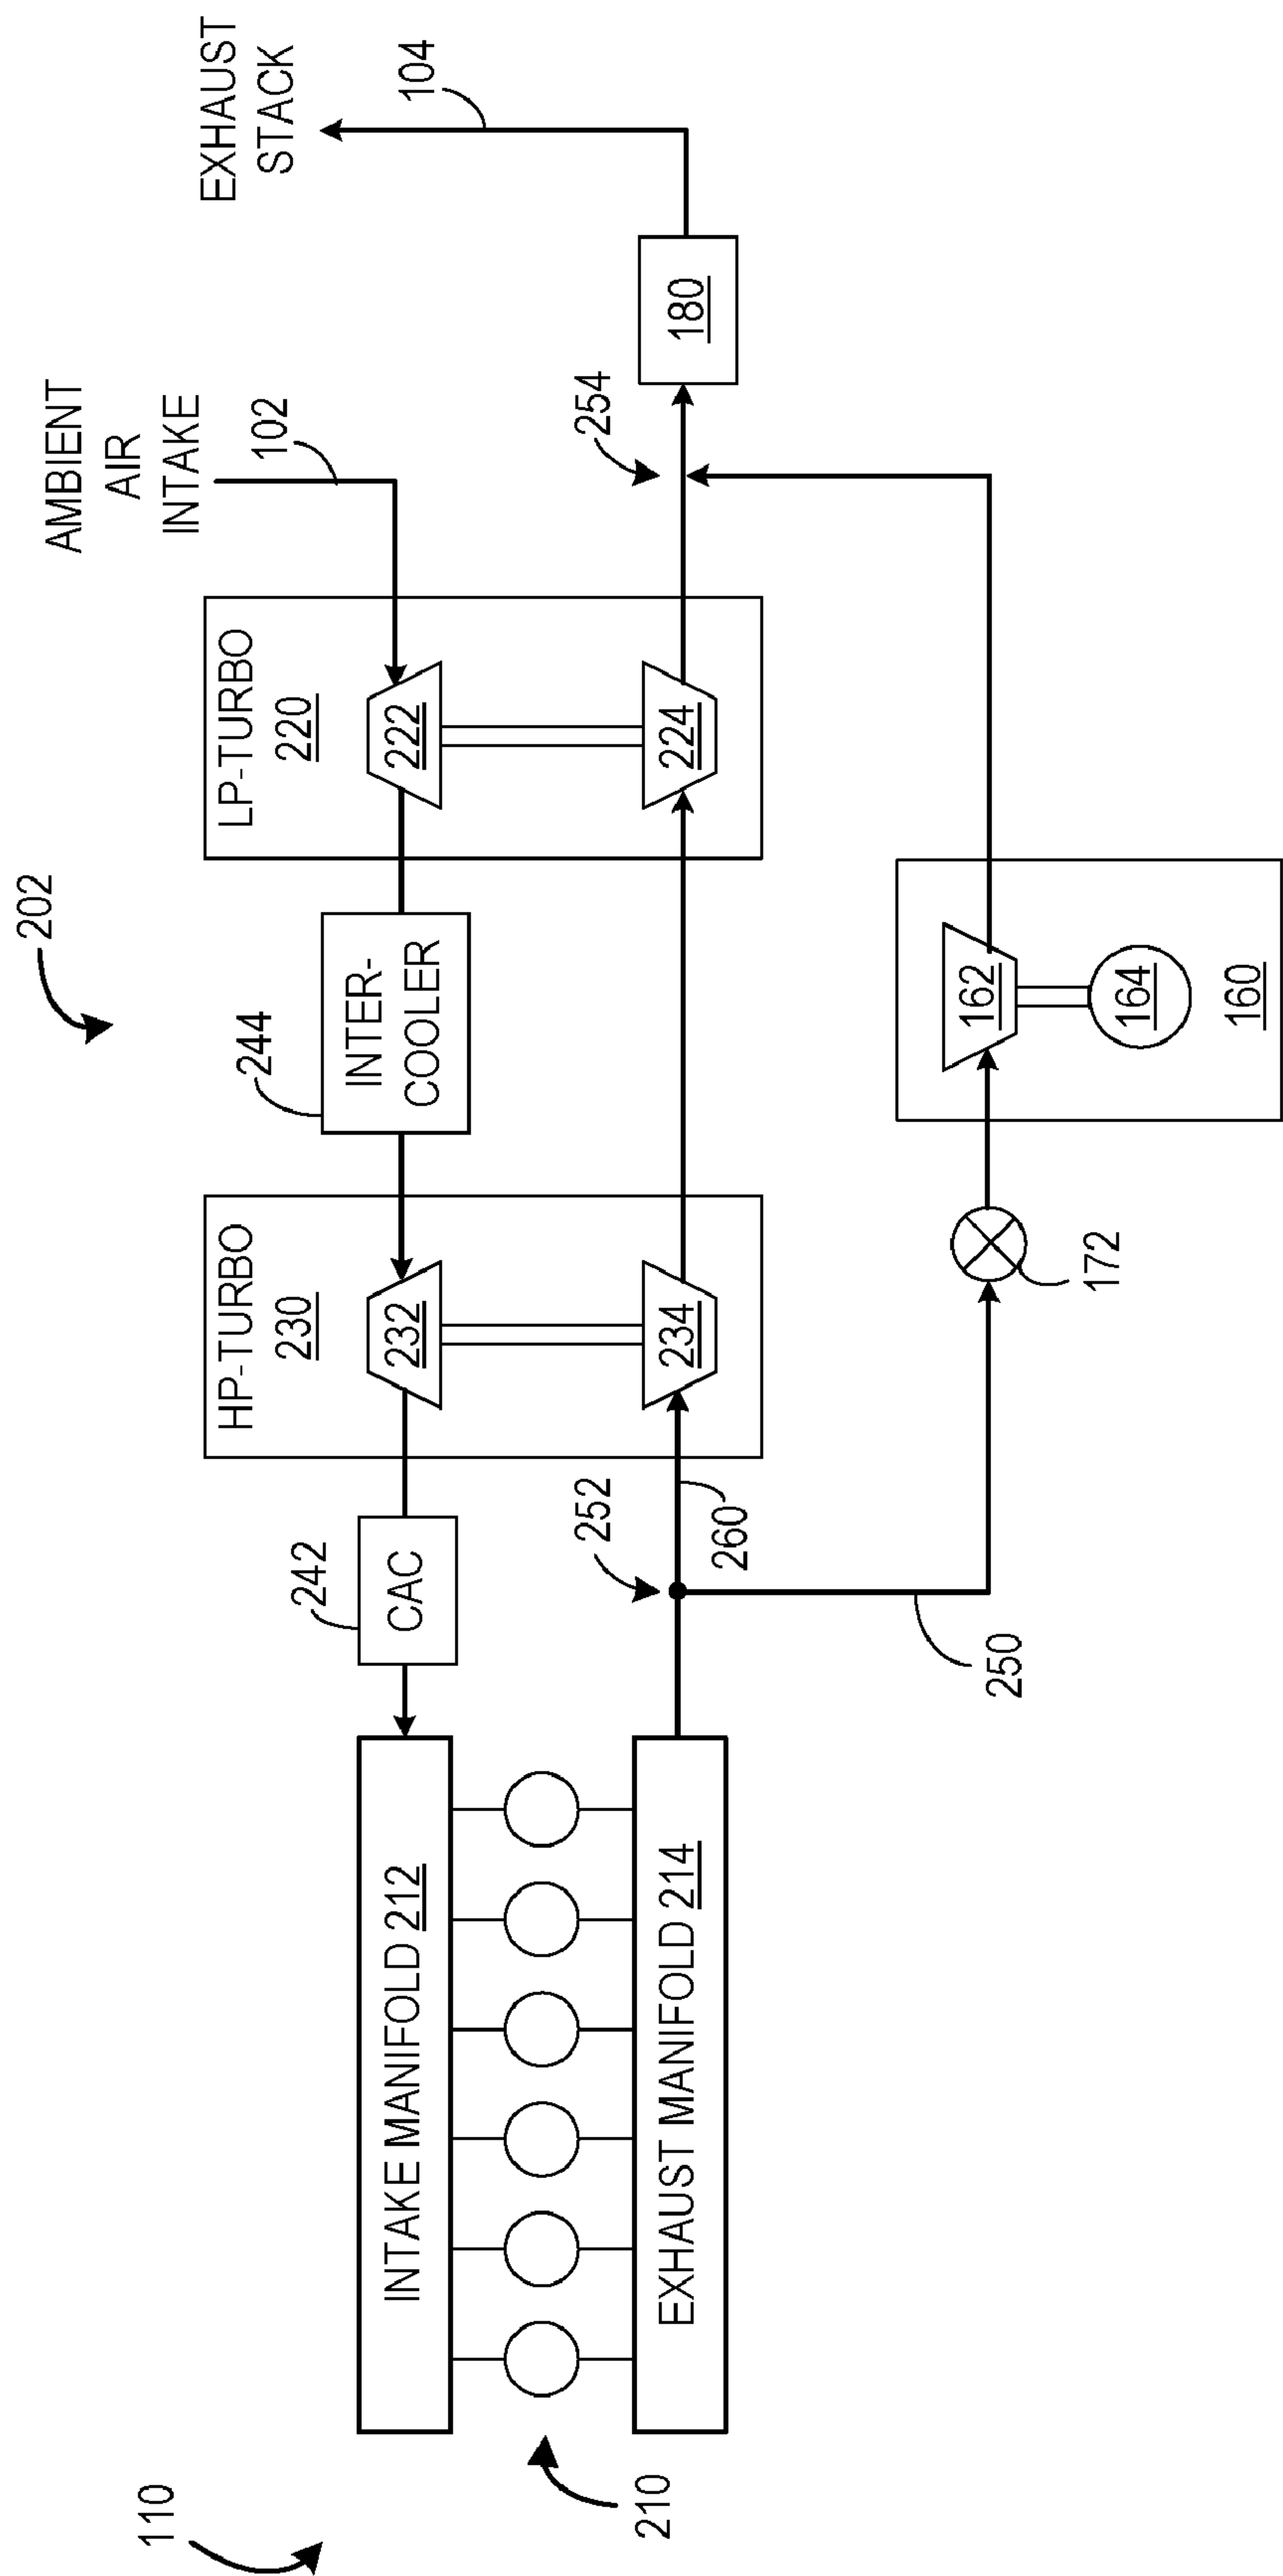 202
AMBIENT
AIR
INTAKE
EXHAUST
STACK
102
104
HP-TURBO
230
LP-TURBO
220
244
INTER-
COOLER
242
CAC
232
222
110
INTAKE MANIFOLD 212
210
EXHAUST MANIFOLD 214
252
260
234
224
254
180
250
172
162
164
160